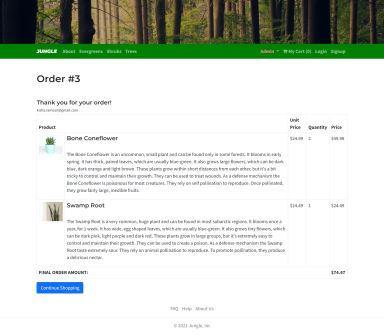 JUNGLE About Evergreens Shrubs Trees Admin My Cart (0) Login Signup
Order #3
Thank you for your order!
Product Unit Price Quantity Price
Bone Coneflower $24.99 2 $49.98
The Bone Coneflower is an uncommon, small plant and can be found only in some forests. It blooms in early
spring. It has thick, paired leaves, which are usually blue-green. It also grows large flowers, which can be dark
blue, dark orange and light brown. These plants grow within short distances from each other, but it's a bit
tricky to control and maintain their growth. They can be used to treat wounds. As a defense mechanism the
Bone Coneflower is poisonous for most creatures. They rely on self pollination to reproduce. Once pollinated,
they grow fairly large, inedible fruits.
Swamp Root $24.49 1 $24.49
The Swamp Root is a very common, huge plant and can be found in most subarctic regions. It blooms once a
year, for 1 week. It has wide, egg shaped leaves, which are usually blue-green. It also grows tiny flowers, which
can be dark pink, light purple and dark red. These plants grow in large groups, but it's extremely easy to
control and maintain their growth. They can be used to create a poison. As a defense mechanism the Swamp
Root taste extremely sour. They rely on animal pollination to reproduce. To promote pollination, they produce
a delicious nectar.
FINAL ORDER AMOUNT: $74.47
Continue Shopping
FAQ Help About Us
Jungle, Inc